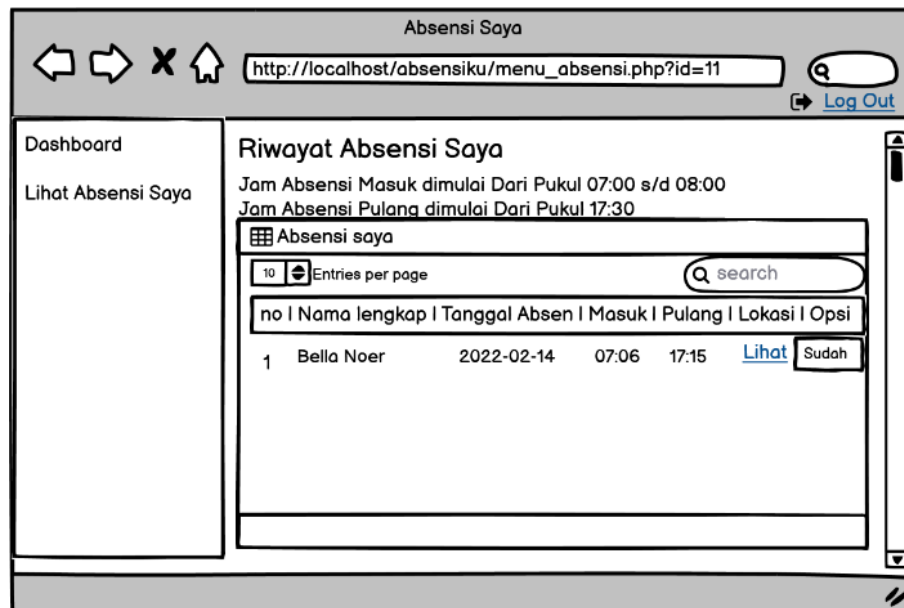 Absensi Saya
http://localhost/absensiku/menu_absensi.php?id=11
Log Out
Dashboard
Lihat Absensi Saya
Riwayat Absensi Saya
Jam Absensi Masuk dimulai Dari Pukul 07:00 s/d 08:00
Jam Absensi Pulang dimulai Dari Pukul 17:30
Absensi saya
10 Entries per page
search
no | Nama lengkap | Tanggal Absen | Masuk | Pulang | Lokasi | Opsi
1 Bella Noer 2022-02-14 07:06 17:15 Lihat Sudah